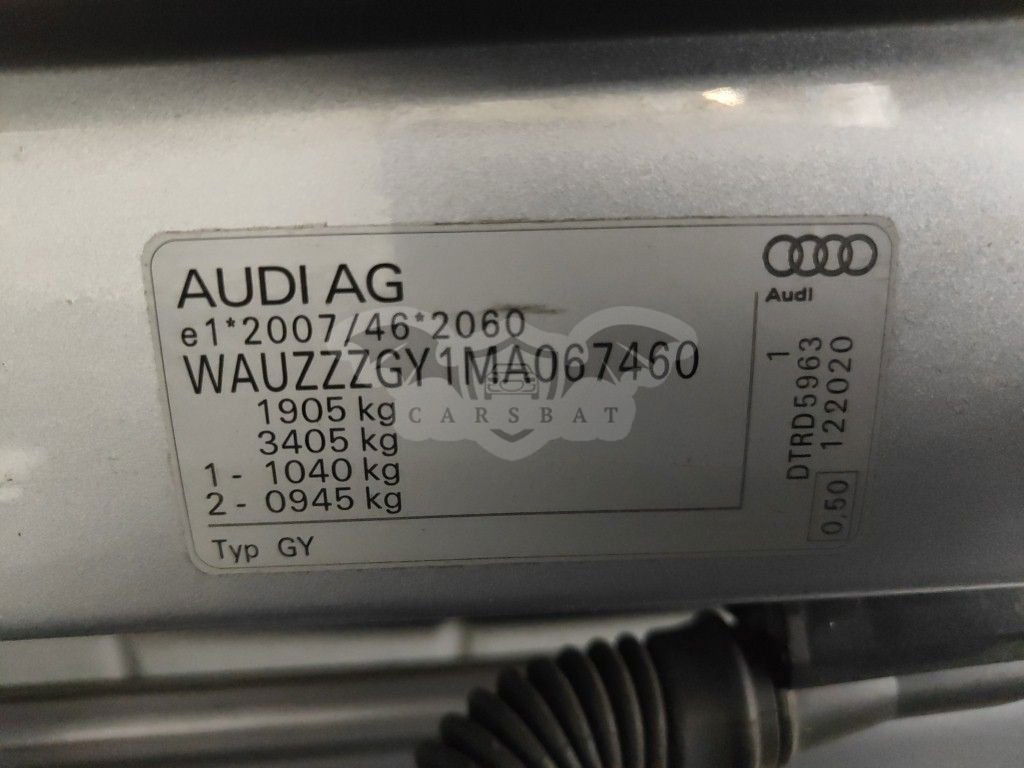 AUDI AG
e1*2007/46*2060
WAUZZZGY1MA067460
1905 kg
3405 kg
1 - 1040 kg
2 - 0945 kg
Typ GY
Audi
1
DTRD5963
122020
0,50
CARSBAT